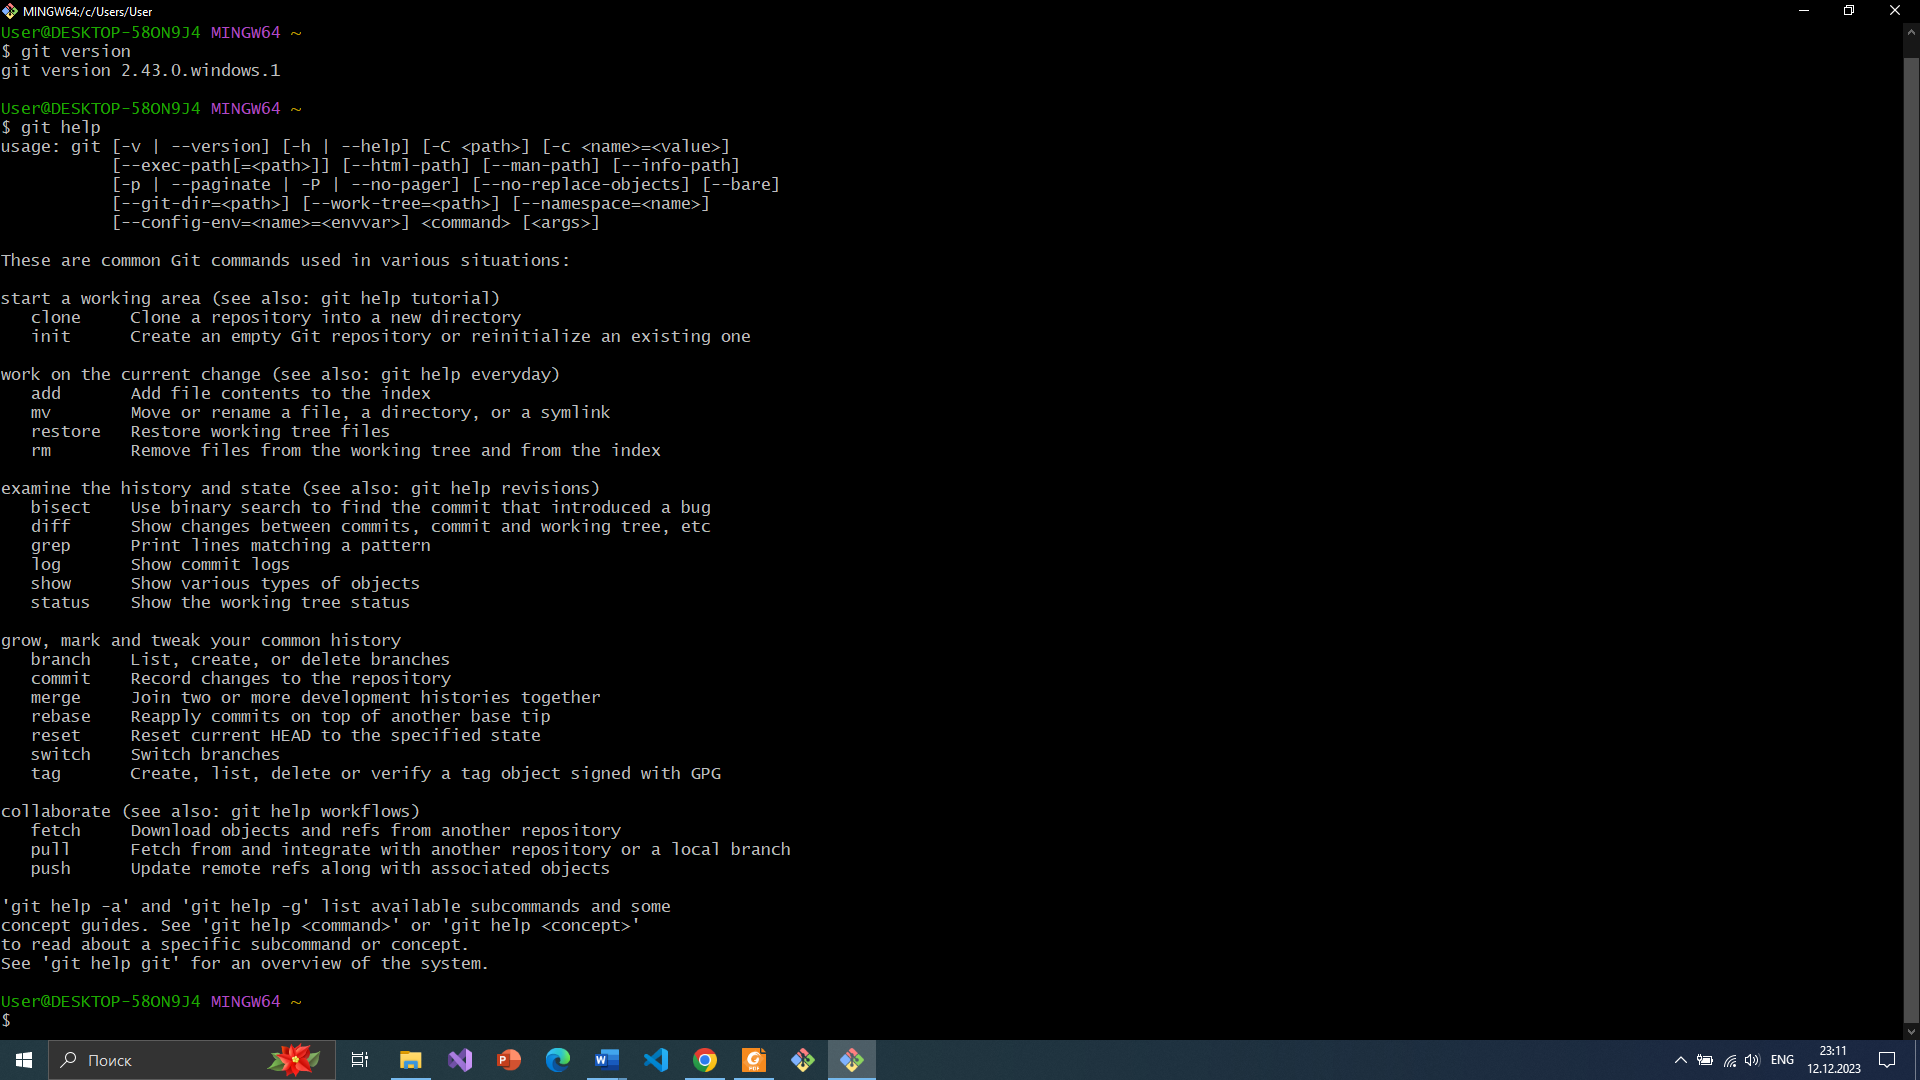 MINGW64:/c/Users/User
User@DESKTOP-58ON9J4 MINGW64 ~
$ git version
git version 2.43.0.windows.1

User@DESKTOP-58ON9J4 MINGW64 ~
$ git help
usage: git [-v | --version] [-h | --help] [-C <path>] [-c <name>=<value>]
           [--exec-path[=<path>]] [--html-path] [--man-path] [--info-path]
           [-p | --paginate | -P | --no-pager] [--no-replace-objects] [--bare]
           [--git-dir=<path>] [--work-tree=<path>] [--namespace=<name>]
           [--config-env=<name>=<envvar>] <command> [<args>]

These are common Git commands used in various situations:

start a working area (see also: git help tutorial)
   clone     Clone a repository into a new directory
   init      Create an empty Git repository or reinitialize an existing one

work on the current change (see also: git help everyday)
   add       Add file contents to the index
   mv        Move or rename a file, a directory, or a symlink
   restore   Restore working tree files
   rm        Remove files from the working tree and from the index

examine the history and state (see also: git help revisions)
   bisect    Use binary search to find the commit that introduced a bug
   diff      Show changes between commits, commit and working tree, etc
   grep      Print lines matching a pattern
   log       Show commit logs
   show      Show various types of objects
   status    Show the working tree status

grow, mark and tweak your common history
   branch    List, create, or delete branches
   commit    Record changes to the repository
   merge     Join two or more development histories together
   rebase    Reapply commits on top of another base tip
   reset     Reset current HEAD to the specified state
   switch    Switch branches
   tag       Create, list, delete or verify a tag object signed with GPG

collaborate (see also: git help workflows)
   fetch     Download objects and refs from another repository
   pull      Fetch from and integrate with another repository or a local branch
   push      Update remote refs along with associated objects

'git help -a' and 'git help -g' list available subcommands and some
concept guides. See 'git help <command>' or 'git help <concept>'
to read about a specific subcommand or concept.
See 'git help git' for an overview of the system.

User@DESKTOP-58ON9J4 MINGW64 ~
$
Поиск
ENG
23:11
12.12.2023